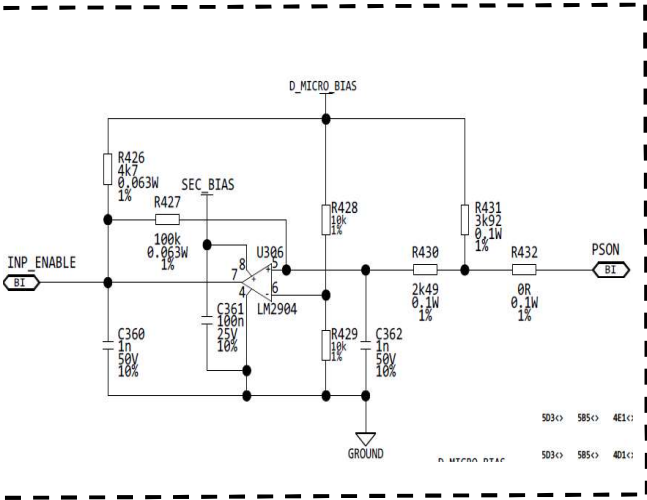 D_MICRO_BIAS
R426
4k7
0.063W
1%
SEC_BIAS
R427
100k
0.063W
1%
R428
10k
1%
R431
3k92
0.1W
1%
U306
8
5
7
6
4
+
-
LM2904
INP_ENABLE
BI
R430
2k49
0.1W
1%
R432
0R
0.1W
1%
PSON
BI
C360
1n
50V
10%
C361
100n
25V
10%
R429
10k
1%
C362
1n
50V
10%
GROUND
5D3<> 5B5<> 4E1<>
5D3<> 5B5<> 4D1<>
D_MICRO_BIAS